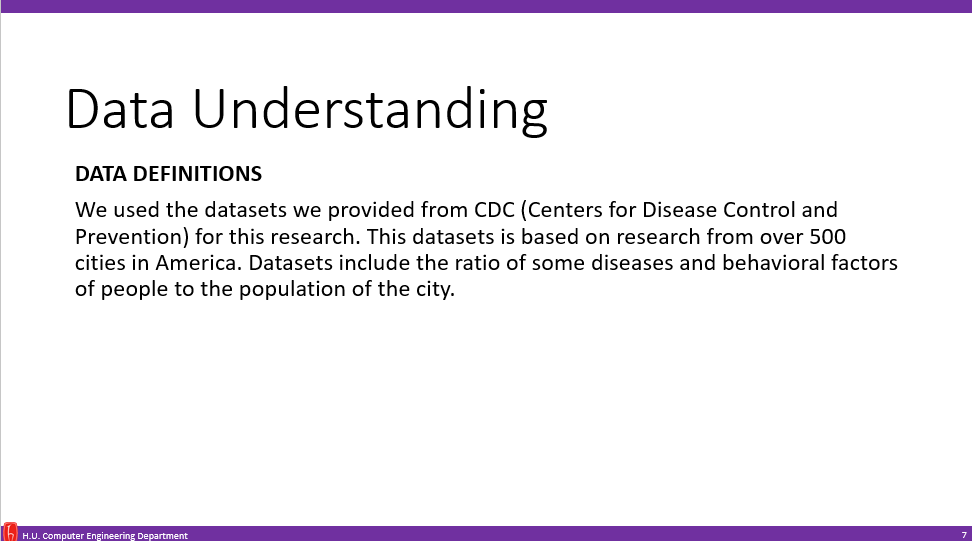 Data Understanding
DATA DEFINITIONS
We used the datasets we provided from CDC (Centers for Disease Control and
Prevention) for this research. This datasets is based on research from over 500
cities in America. Datasets include the ratio of some diseases and behavioral factors
of people to the population of the city.
H.U. Computer Engineering Department
7